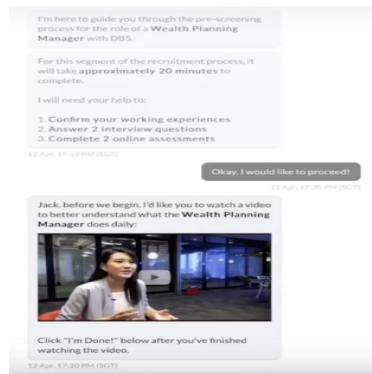 I'm here to guide you through the pre-screening
process for the role of a Wealth Planning
Manager with DBS.
For this segment of the recruitment process, it
will take approximately 20 minutes to
complete.
I will need your help to:
1. Confirm your working experiences
2. Answer 2 interview questions
3. Complete 2 online assessments
12 Apr, 17:19 PM (SGT)
Okay, I would like to proceed!
12 Apr, 17:20 PM (SGT)
Jack, before we begin, I'd like you to watch a video
to better understand what the Wealth Planning
Manager does daily:
Click "I'm Done!" below after you've finished
watching the video.
12 Apr, 17:20 PM (SGT)